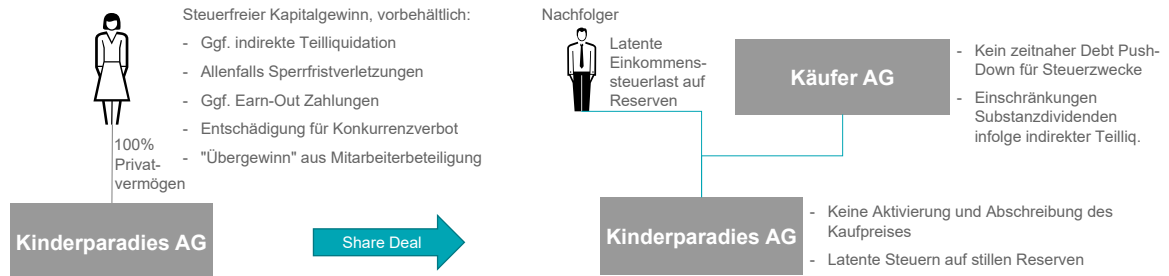 Steuerfreier Kapitalgewinn, vorbehältlich:
- Ggf. indirekte Teilliquidation
- Allenfalls Sperrfristverletzungen
- Ggf. Earn-Out Zahlungen
- Entschädigung für Konkurrenzverbot
- "Übergewinn" aus Mitarbeiterbeteiligung
100%
Privat-
vermögen
Kinderparadies AG
Share Deal
Nachfolger
Latente
Einkommens-
steuerlast auf
Reserven
Käufer AG
- Kein zeitnaher Debt Push-
Down für Steuerzwecke
- Einschränkungen
Substanzdividenden
infolge indirekter Teilliq.
Kinderparadies AG
- Keine Aktivierung und Abschreibung des
Kaufpreises
- Latente Steuern auf stillen Reserven